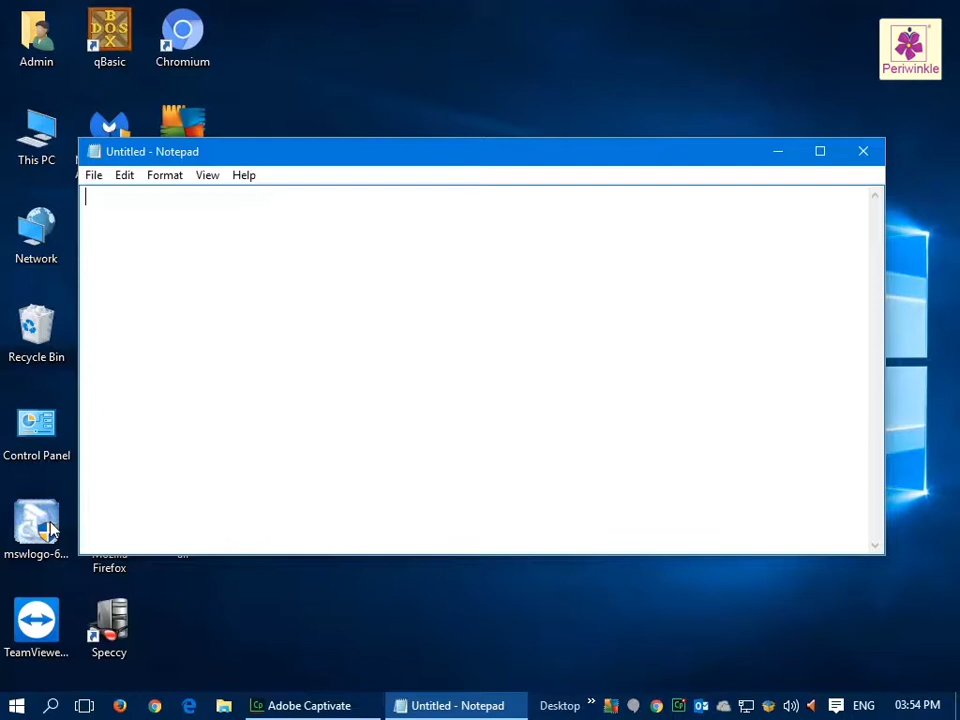 Admin
qBasic
Chromium
Periwinkle
This PC
Untitled - Notepad
File Edit Format View Help
Network
Recycle Bin
Control Panel
mswlogo-6...
Mozilla
Firefox
TeamViewe...
Speccy
Adobe Captivate
Untitled - Notepad
Desktop
ENG
03:54 PM